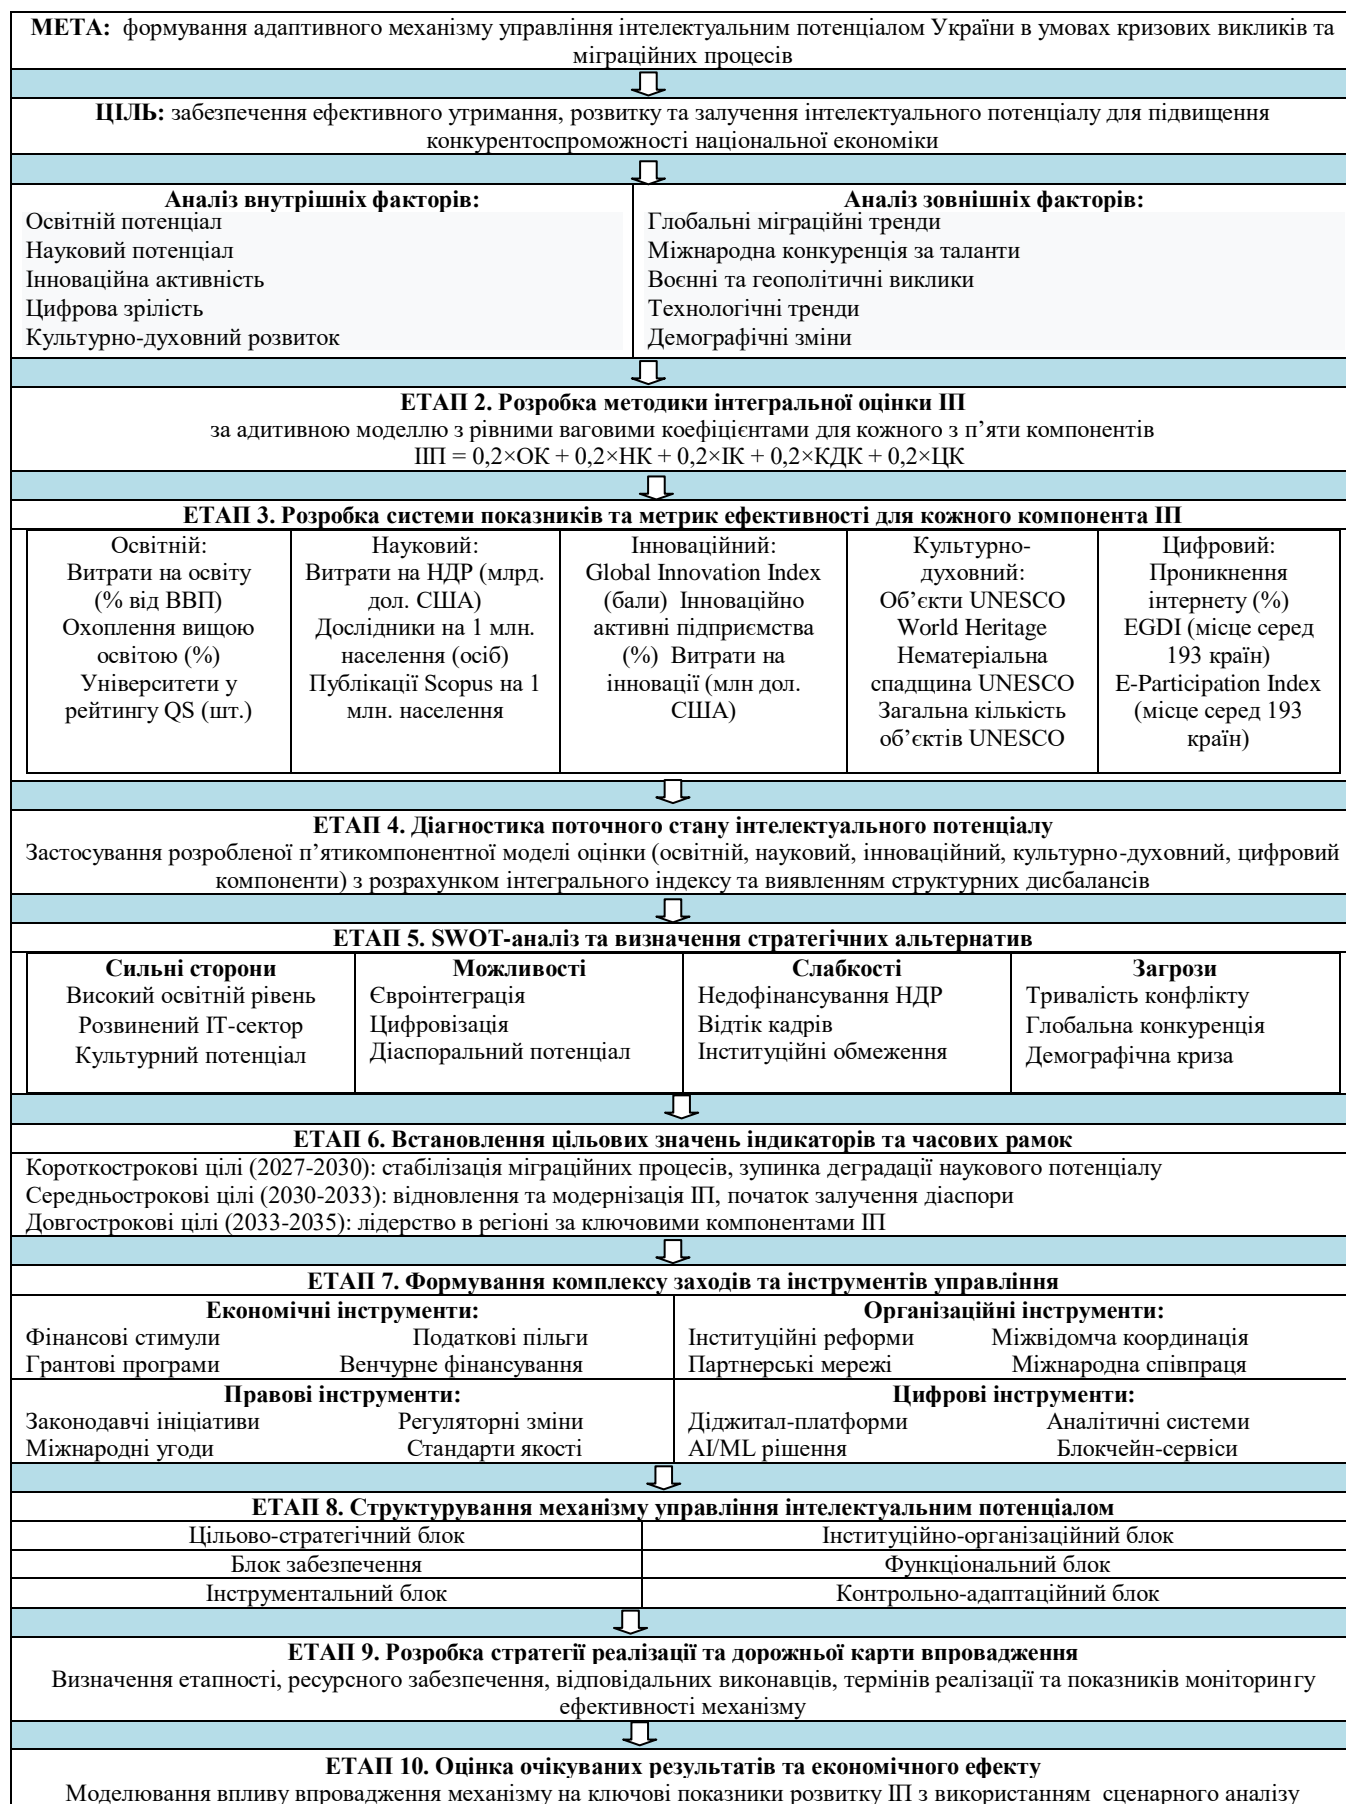 МЕТА: формування адаптивного механізму управління інтелектуальним потенціалом України в умовах кризових викликів та
міграційних процесів
ЦІЛЬ: забезпечення ефективного утримання, розвитку та залучення інтелектуального потенціалу для підвищення
конкурентоспроможності національної економіки
Аналіз внутрішніх факторів:
Освітній потенціал
Науковий потенціал
Інноваційна активність
Цифрова зрілість
Культурно-духовний розвиток
Аналіз зовнішніх факторів:
Глобальні міграційні тренди
Міжнародна конкуренція за таланти
Воєнні та геополітичні виклики
Технологічні тренди
Демографічні зміни
ЕТАП 2. Розробка методики інтегральної оцінки ІП
за адитивною моделлю з рівними ваговими коефіцієнтами для кожного з п’яти компонентів
ІІП = 0,2×ОК + 0,2×НК + 0,2×ІК + 0,2×КДК + 0,2×ЦК
ЕТАП 3. Розробка системи показників та метрик ефективності для кожного компонента ІП
Освітній:
Витрати на освіту
(% від ВВП)
Охоплення вищою
освітою (%)
Університети у
рейтингу QS (шт.)
Науковий:
Витрати на НДР (млрд.
дол. США)
Дослідники на 1 млн.
населення (осіб)
Публікації Scopus на 1
млн. населення
Інноваційний:
Global Innovation Index
(бали) Інноваційно
активні підприємства
(%) Витрати на
інновації (млн дол.
США)
Культурно-
духовний:
Об’єкти UNESCO
World Heritage
Нематеріальна
спадщина UNESCO
Загальна кількість
об’єктів UNESCO
Цифровий:
Проникнення
інтернету (%)
EGDI (місце серед
193 країн)
E-Participation Index
(місце серед 193
країн)
ЕТАП 4. Діагностика поточного стану інтелектуального потенціалу
Застосування розробленої п’ятикомпонентної моделі оцінки (освітній, науковий, інноваційний, культурно-духовний, цифровий
компоненти) з розрахунком інтегрального індексу та виявленням структурних дисбалансів
ЕТАП 5. SWOT-аналіз та визначення стратегічних альтернатив
Сильні сторони
Високий освітній рівень
Розвинений ІТ-сектор
Культурний потенціал
Можливості
Євроінтеграція
Цифровізація
Діаспоральний потенціал
Слабкості
Недофінансування НДР
Відтік кадрів
Інституційні обмеження
Загрози
Тривалість конфлікту
Глобальна конкуренція
Демографічна криза
ЕТАП 6. Встановлення цільових значень індикаторів та часових рамок
Короткострокові цілі (2027-2030): стабілізація міграційних процесів, зупинка деградації наукового потенціалу
Середньострокові цілі (2030-2033): відновлення та модернізація ІП, початок залучення діаспори
Довгострокові цілі (2033-2035): лідерство в регіоні за ключовими компонентами ІП
ЕТАП 7. Формування комплексу заходів та інструментів управління
Економічні інструменти:
Фінансові стимули Податкові пільги
Грантові програми Венчурне фінансування
Організаційні інструменти:
Інституційні реформи Міжвідомча координація
Партнерські мережі Міжнародна співпраця
Правові інструменти:
Законодавчі ініціативи Регуляторні зміни
Міжнародні угоди Стандарти якості
Цифрові інструменти:
Діджитал-платформи Аналітичні системи
AI/ML рішення Блокчейн-сервіси
ЕТАП 8. Структурування механізму управління інтелектуальним потенціалом
Цільово-стратегічний блок Інституційно-організаційний блок
Блок забезпечення Функціональний блок
Інструментальний блок Контрольно-адаптаційний блок
ЕТАП 9. Розробка стратегії реалізації та дорожньої карти впровадження
Визначення етапності, ресурсного забезпечення, відповідальних виконавців, термінів реалізації та показників моніторингу
ефективності механізму
ЕТАП 10. Оцінка очікуваних результатів та економічного ефекту
Моделювання впливу впровадження механізму на ключові показники розвитку ІП з використанням сценарного аналізу